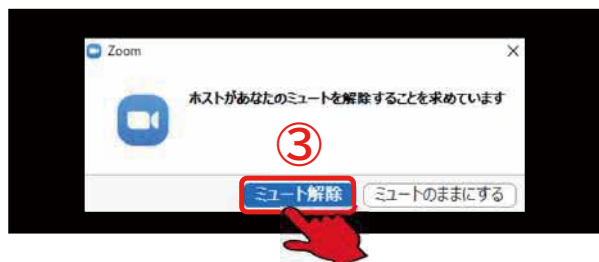 Zoom
ホストがあなたのミュートを解除することを求めています
③
ミュート解除 ミュートのままにする